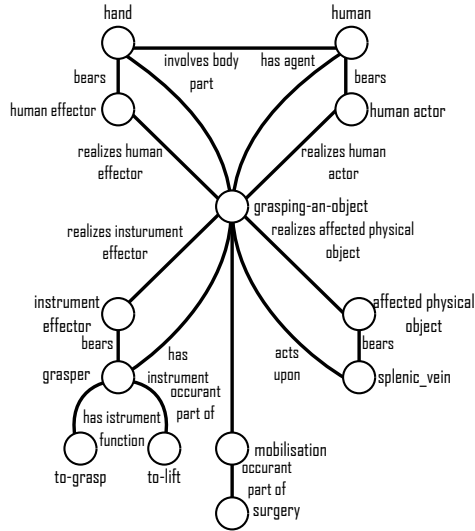 hand
human
involves body
part
has agent
bears
bears
human effector
human actor
realizes human
effector
realizes human
actor
grasping-an-object
realizes insturument
effector
realizes affected physical
object
instrument
effector
affected physical
object
bears
bears
has
instrument
acts
upon
grasper
splenic_vein
occurant
part of
has istrument
function
to-grasp
to-lift
mobilisation
occurant
part of
surgery